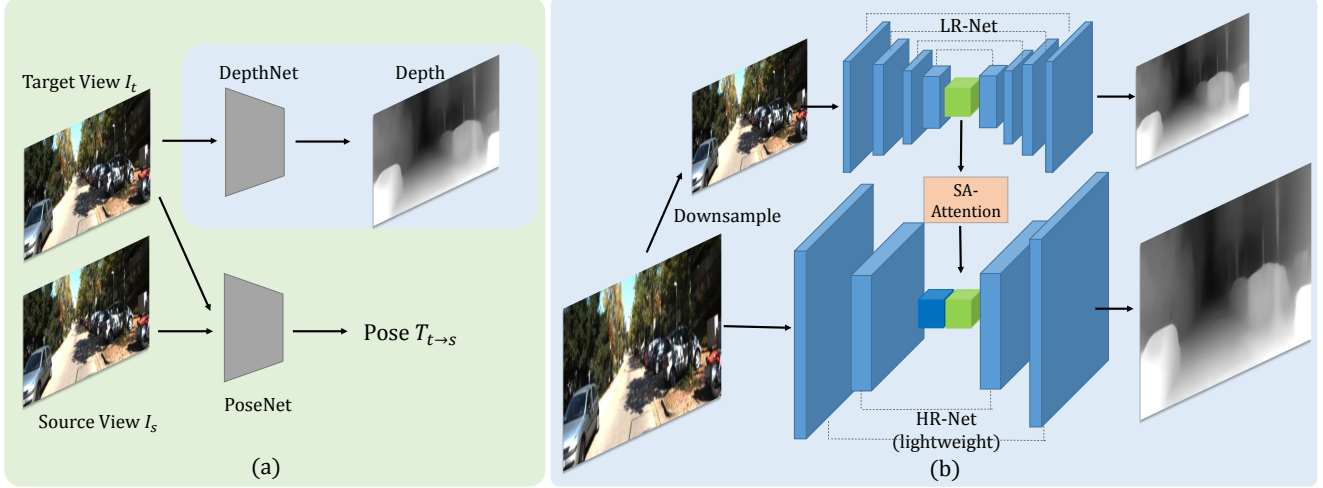 Target View I_t
DepthNet
Depth
PoseNet
Pose T_{t→s}
Source View I_s
(a)
LR-Net
Downsample
SA-
Attention
HR-Net
(lightweight)
(b)